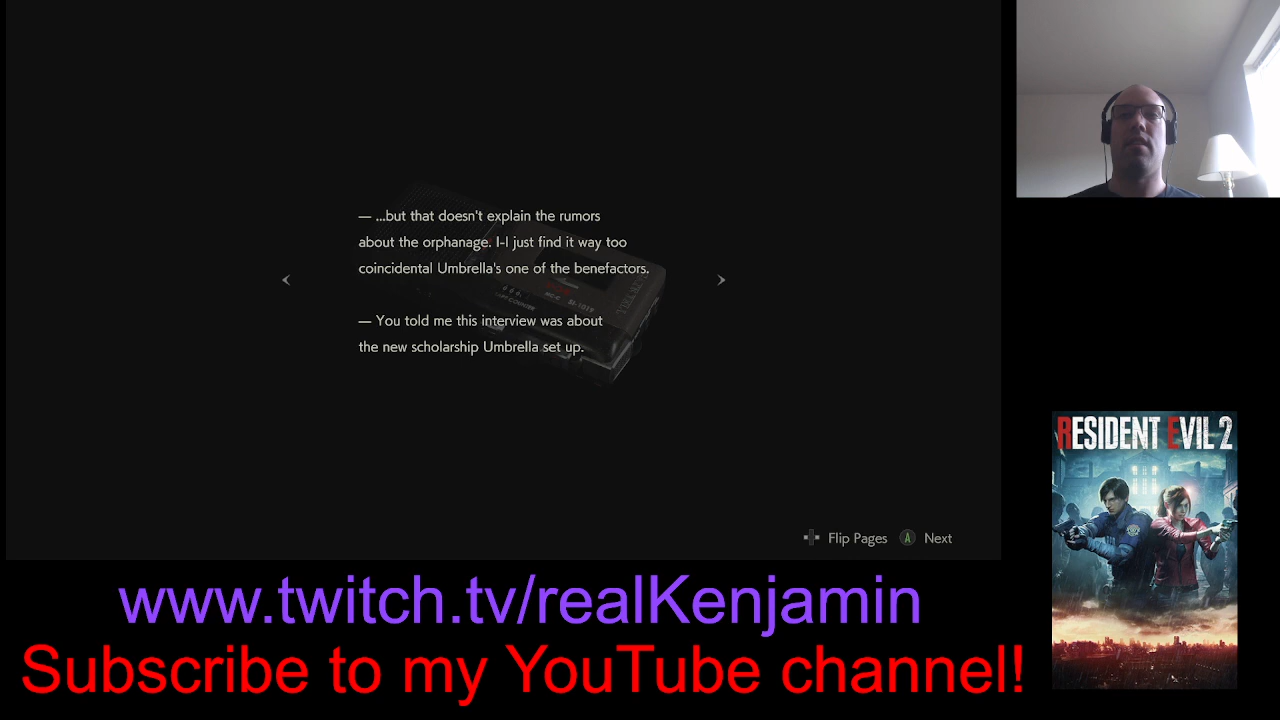 — ...but that doesn't explain the rumors
about the orphanage. I-I just find it way too
coincidental Umbrella's one of the benefactors.
— You told me this interview was about
the new scholarship Umbrella set up.
Flip Pages A Next
RESIDENT EVIL 2
www.twitch.tv/realKenjamin
Subscribe to my YouTube channel!